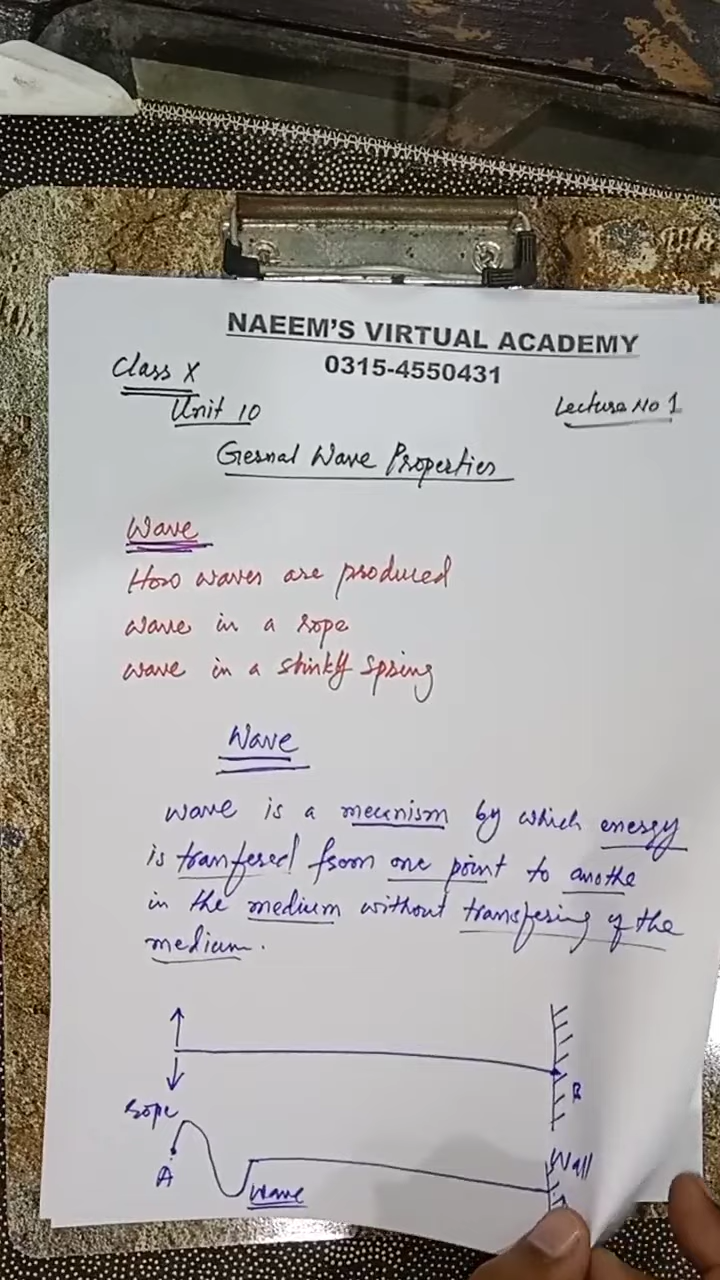 NAEEM'S VIRTUAL ACADEMY
0315-4550431
Class X
Unit 10
Lecture No 1
Gesnal Wave Properties
Wave
How waves are produced
wave in a rope
wave in a spring
Wave
wave is a mecnism by which energy
is tranfesed from one point to anothe
in the medium without transfesing of the
medium.
B
rope
A
wave
Wall